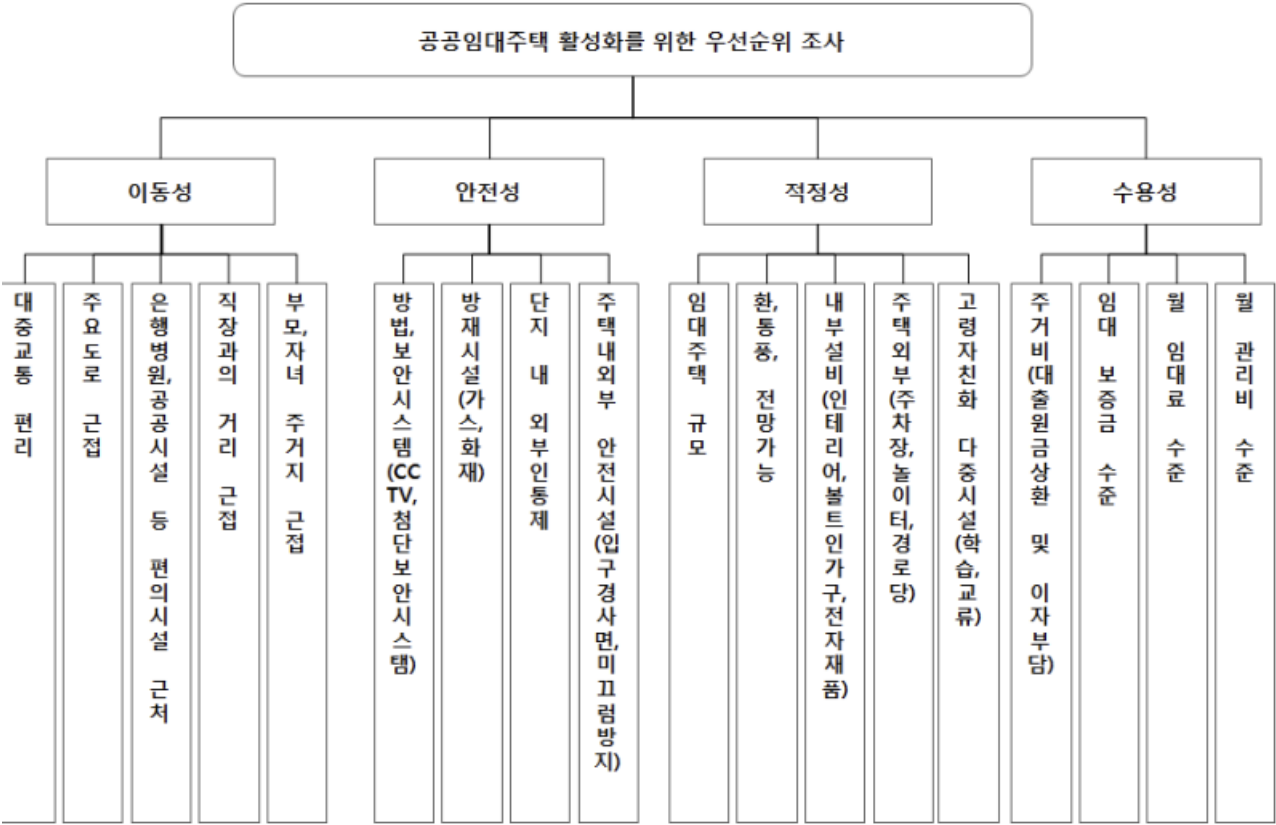 공공임대주택 활성화를 위한 우선순위 조사
이동성
안전성
적정성
수용성
대중교통 편리
주요도로 근접
은행병원,공공시설 등 편의시설 근처
직장과의 거리 근접
부모,자녀 주거지 근접
방법,보안시스템(CCTV,첨단보안시스탬)
방재시설(가스,화재)
단지 내 외부인통제
주택내외부 안전시설(입구경사면,미끄럼방지)
임대주택 규모
환,통풍, 전망가능
내부설비(인테리어,볼트인가구,전자재품)
주택외부(주차장,놀이터,경로당)
고령자친화 다중시설(학습,교류)
주거비(대출원금상환 및 이자부담)
임대 보증금 수준
월 임대료 수준
월 관리비 수준